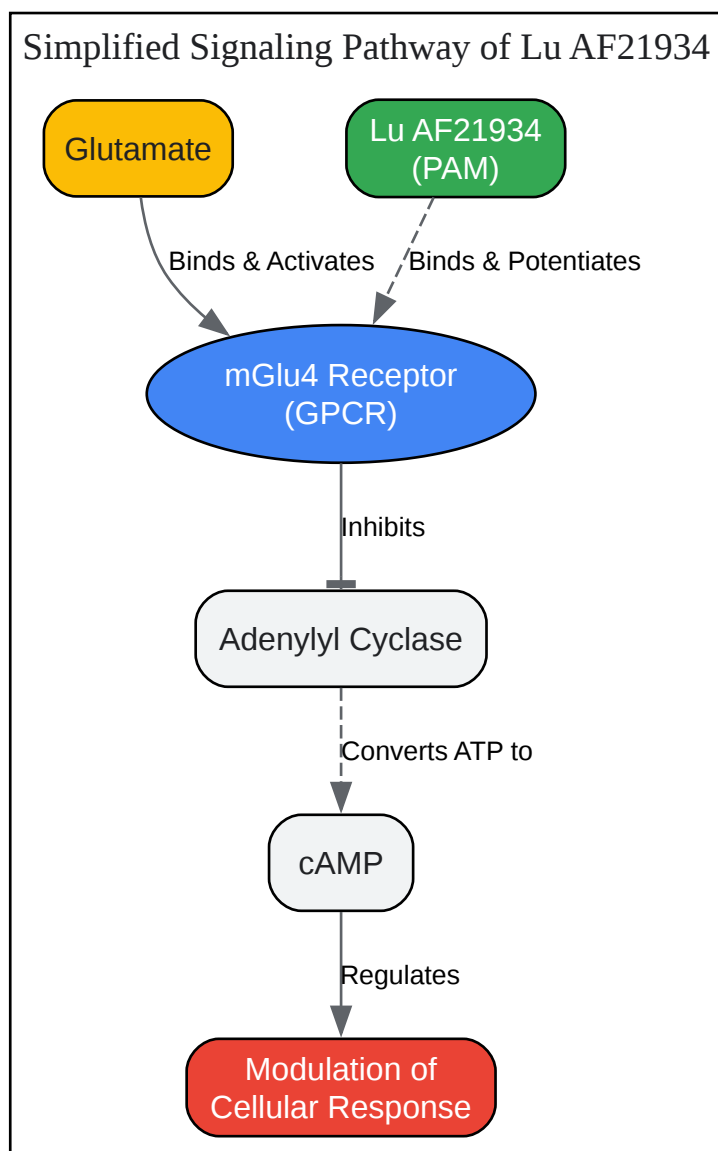 Simplified Signaling Pathway of Lu AF21934
Glutamate
Lu AF21934
(PAM)
Binds & Activates
Binds & Potentiates
mGlu4 Receptor
(GPCR)
Inhibits
Adenylyl Cyclase
Converts ATP to
cAMP
Regulates
Modulation of
Cellular Response